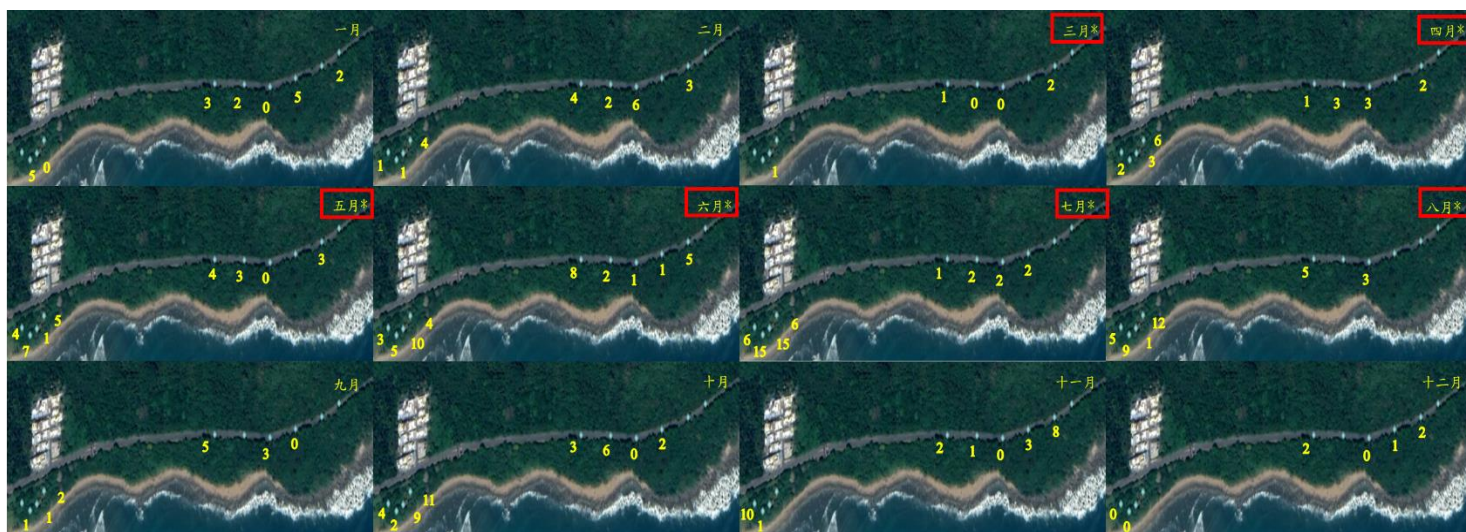 一月
3 2 0 5 2
5 0
二月
4 2 6 3
1 1 4
三月*
1 0 0 2
1
四月*
1 3 3 2
2 3 6
五月*
4 3 0 3
4 7 1 5
六月*
8 2 1 1 5
3 5 10 4
七月*
1 2 2 2
6 15 15 6
八月*
5 3
5 9 1 12
九月
5 3 0
1 1 2
十月
3 6 0 2
4 2 9 11
十一月
2 1 0 3 8
10 1
十二月
2 0 1 2
0 0